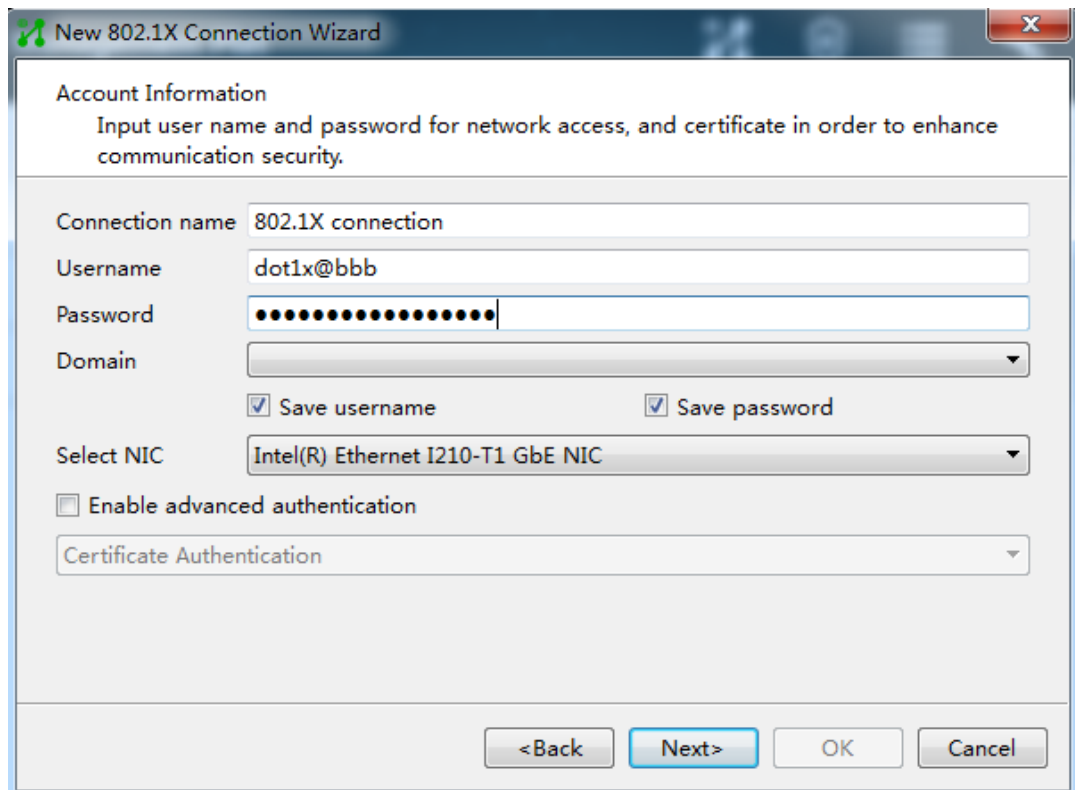 New 802.1X Connection Wizard
x
Account Information
Input user name and password for network access, and certificate in order to enhance
communication security.
Connection name 802.1X connection
Username dot1x@bbb
Password •••••••••••••••••
Domain
Save username Save password
Select NIC Intel(R) Ethernet I210-T1 GbE NIC
Enable advanced authentication
Certificate Authentication
<Back Next> OK Cancel